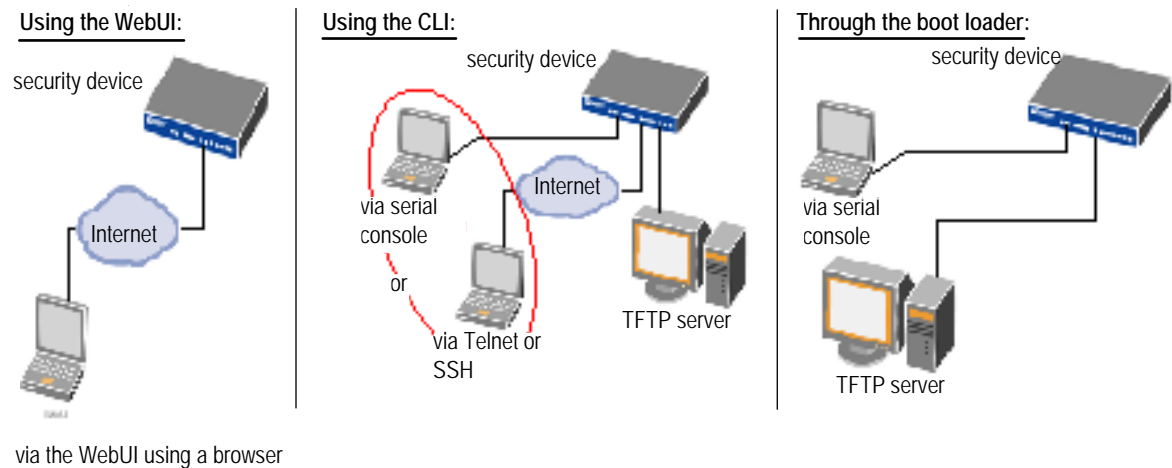 Using the WebUI:
security device
Internet
via the WebUI using a browser
Using the CLI:
security device
Internet
via serial
console
or
via Telnet or
SSH
TFTP server
Through the boot loader:
security device
via serial
console
TFTP server